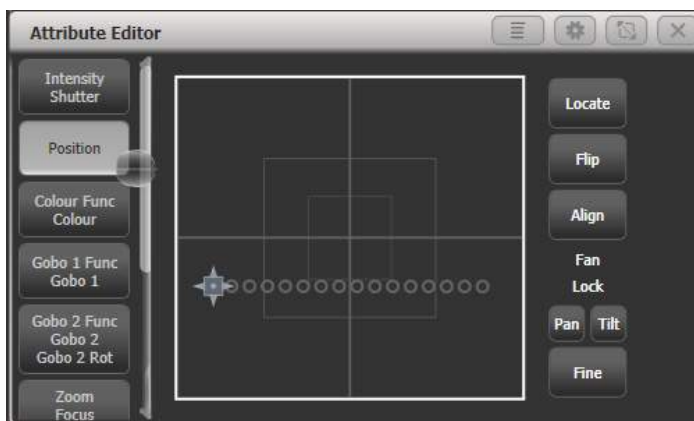 Attribute Editor
Intensity
Shutter
Position
Colour Func
Colour
Gobo 1 Func
Gobo 1
Gobo 2 Func
Gobo 2
Gobo 2 Rot
Zoom
Focus
Locate
Flip
Align
Fan
Lock
Pan Tilt
Fine